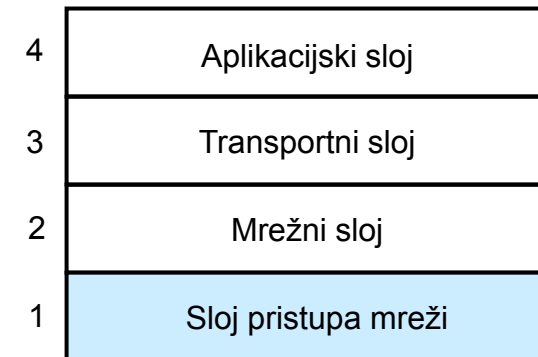 4 Aplikacijski sloj
3 Transportni sloj
2 Mrežni sloj
1 Sloj pristupa mreži